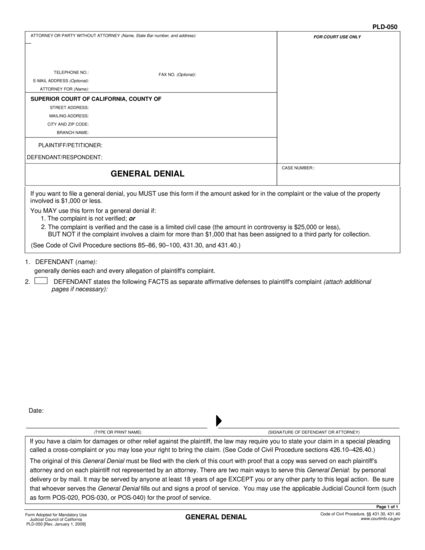 PLD-050
ATTORNEY OR PARTY WITHOUT ATTORNEY (Name, State Bar number, and address):
FOR COURT USE ONLY
TELEPHONE NO.:
FAX NO. (Optional):
E-MAIL ADDRESS (Optional):
ATTORNEY FOR (Name):
SUPERIOR COURT OF CALIFORNIA, COUNTY OF
STREET ADDRESS:
MAILING ADDRESS:
CITY AND ZIP CODE:
BRANCH NAME:
PLAINTIFF/PETITIONER:
DEFENDANT/RESPONDENT:
GENERAL DENIAL
CASE NUMBER:
If you want to file a general denial, you MUST use this form if the amount asked for in the complaint or the value of the property
involved is $1,000 or less.
You MAY use this form for a general denial if:
1. The complaint is not verified; or
2. The complaint is verified and the case is a limited civil case (the amount in controversy is $25,000 or less),
BUT NOT if the complaint involves a claim for more than $1,000 that has been assigned to a third party for collection.
(See Code of Civil Procedure sections 85–86, 90–100, 431.30, and 431.40.)
1. DEFENDANT (name):
generally denies each and every allegation of plaintiff's complaint.
2. DEFENDANT states the following FACTS as separate affirmative defenses to plaintiff's complaint (attach additional
pages if necessary):
Date:
(TYPE OR PRINT NAME)
(SIGNATURE OF DEFENDANT OR ATTORNEY)
If you have a claim for damages or other relief against the plaintiff, the law may require you to state your claim in a special pleading
called a cross-complaint or you may lose your right to bring the claim. (See Code of Civil Procedure sections 426.10–426.40.)
The original of this General Denial must be filed with the clerk of this court with proof that a copy was served on each plaintiff's
attorney and on each plaintiff not represented by an attorney. There are two main ways to serve this General Denial: by personal
delivery or by mail. It may be served by anyone at least 18 years of age EXCEPT you or any other party to this legal action. Be sure
that whoever serves the General Denial fills out and signs a proof of service. You may use the applicable Judicial Council form (such
as form POS-020, POS-030, or POS-040) for the proof of service.
Page 1 of 1
Form Adopted for Mandatory Use
Judicial Council of California
PLD-050 [Rev. January 1, 2009]
GENERAL DENIAL
Code of Civil Procedure, §§ 431.30, 431.40
www.courtinfo.ca.gov